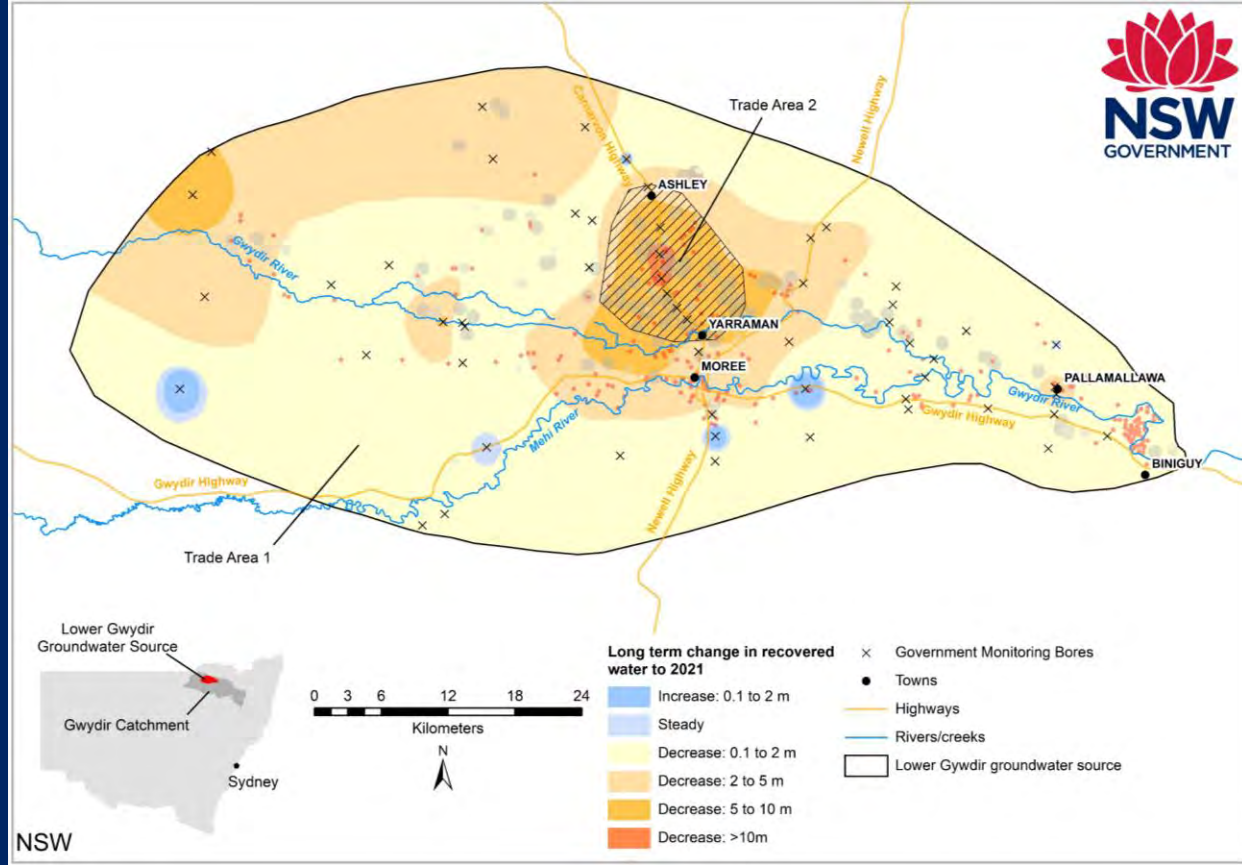 NSW
GOVERNMENT
Trade Area 2
Carnarvon Highway
Newell Highway
ASHLEY
Gwydir River
YARRAMAN
MOREE
PALLAMALLAWA
Gwydir River
Mehi River
Gwydir Highway
BINIGUY
Gwydir Highway
Newell Highway
Trade Area 1
Lower Gwydir
Groundwater Source
Gwydir Catchment
Sydney
NSW
0 3 6 12 18 24
Kilometers
N
Long term change in recovered
water to 2021
Increase: 0.1 to 2 m
Steady
Decrease: 0.1 to 2 m
Decrease: 2 to 5 m
Decrease: 5 to 10 m
Decrease: >10m
Government Monitoring Bores
Towns
Highways
Rivers/creeks
Lower Gywdir groundwater source